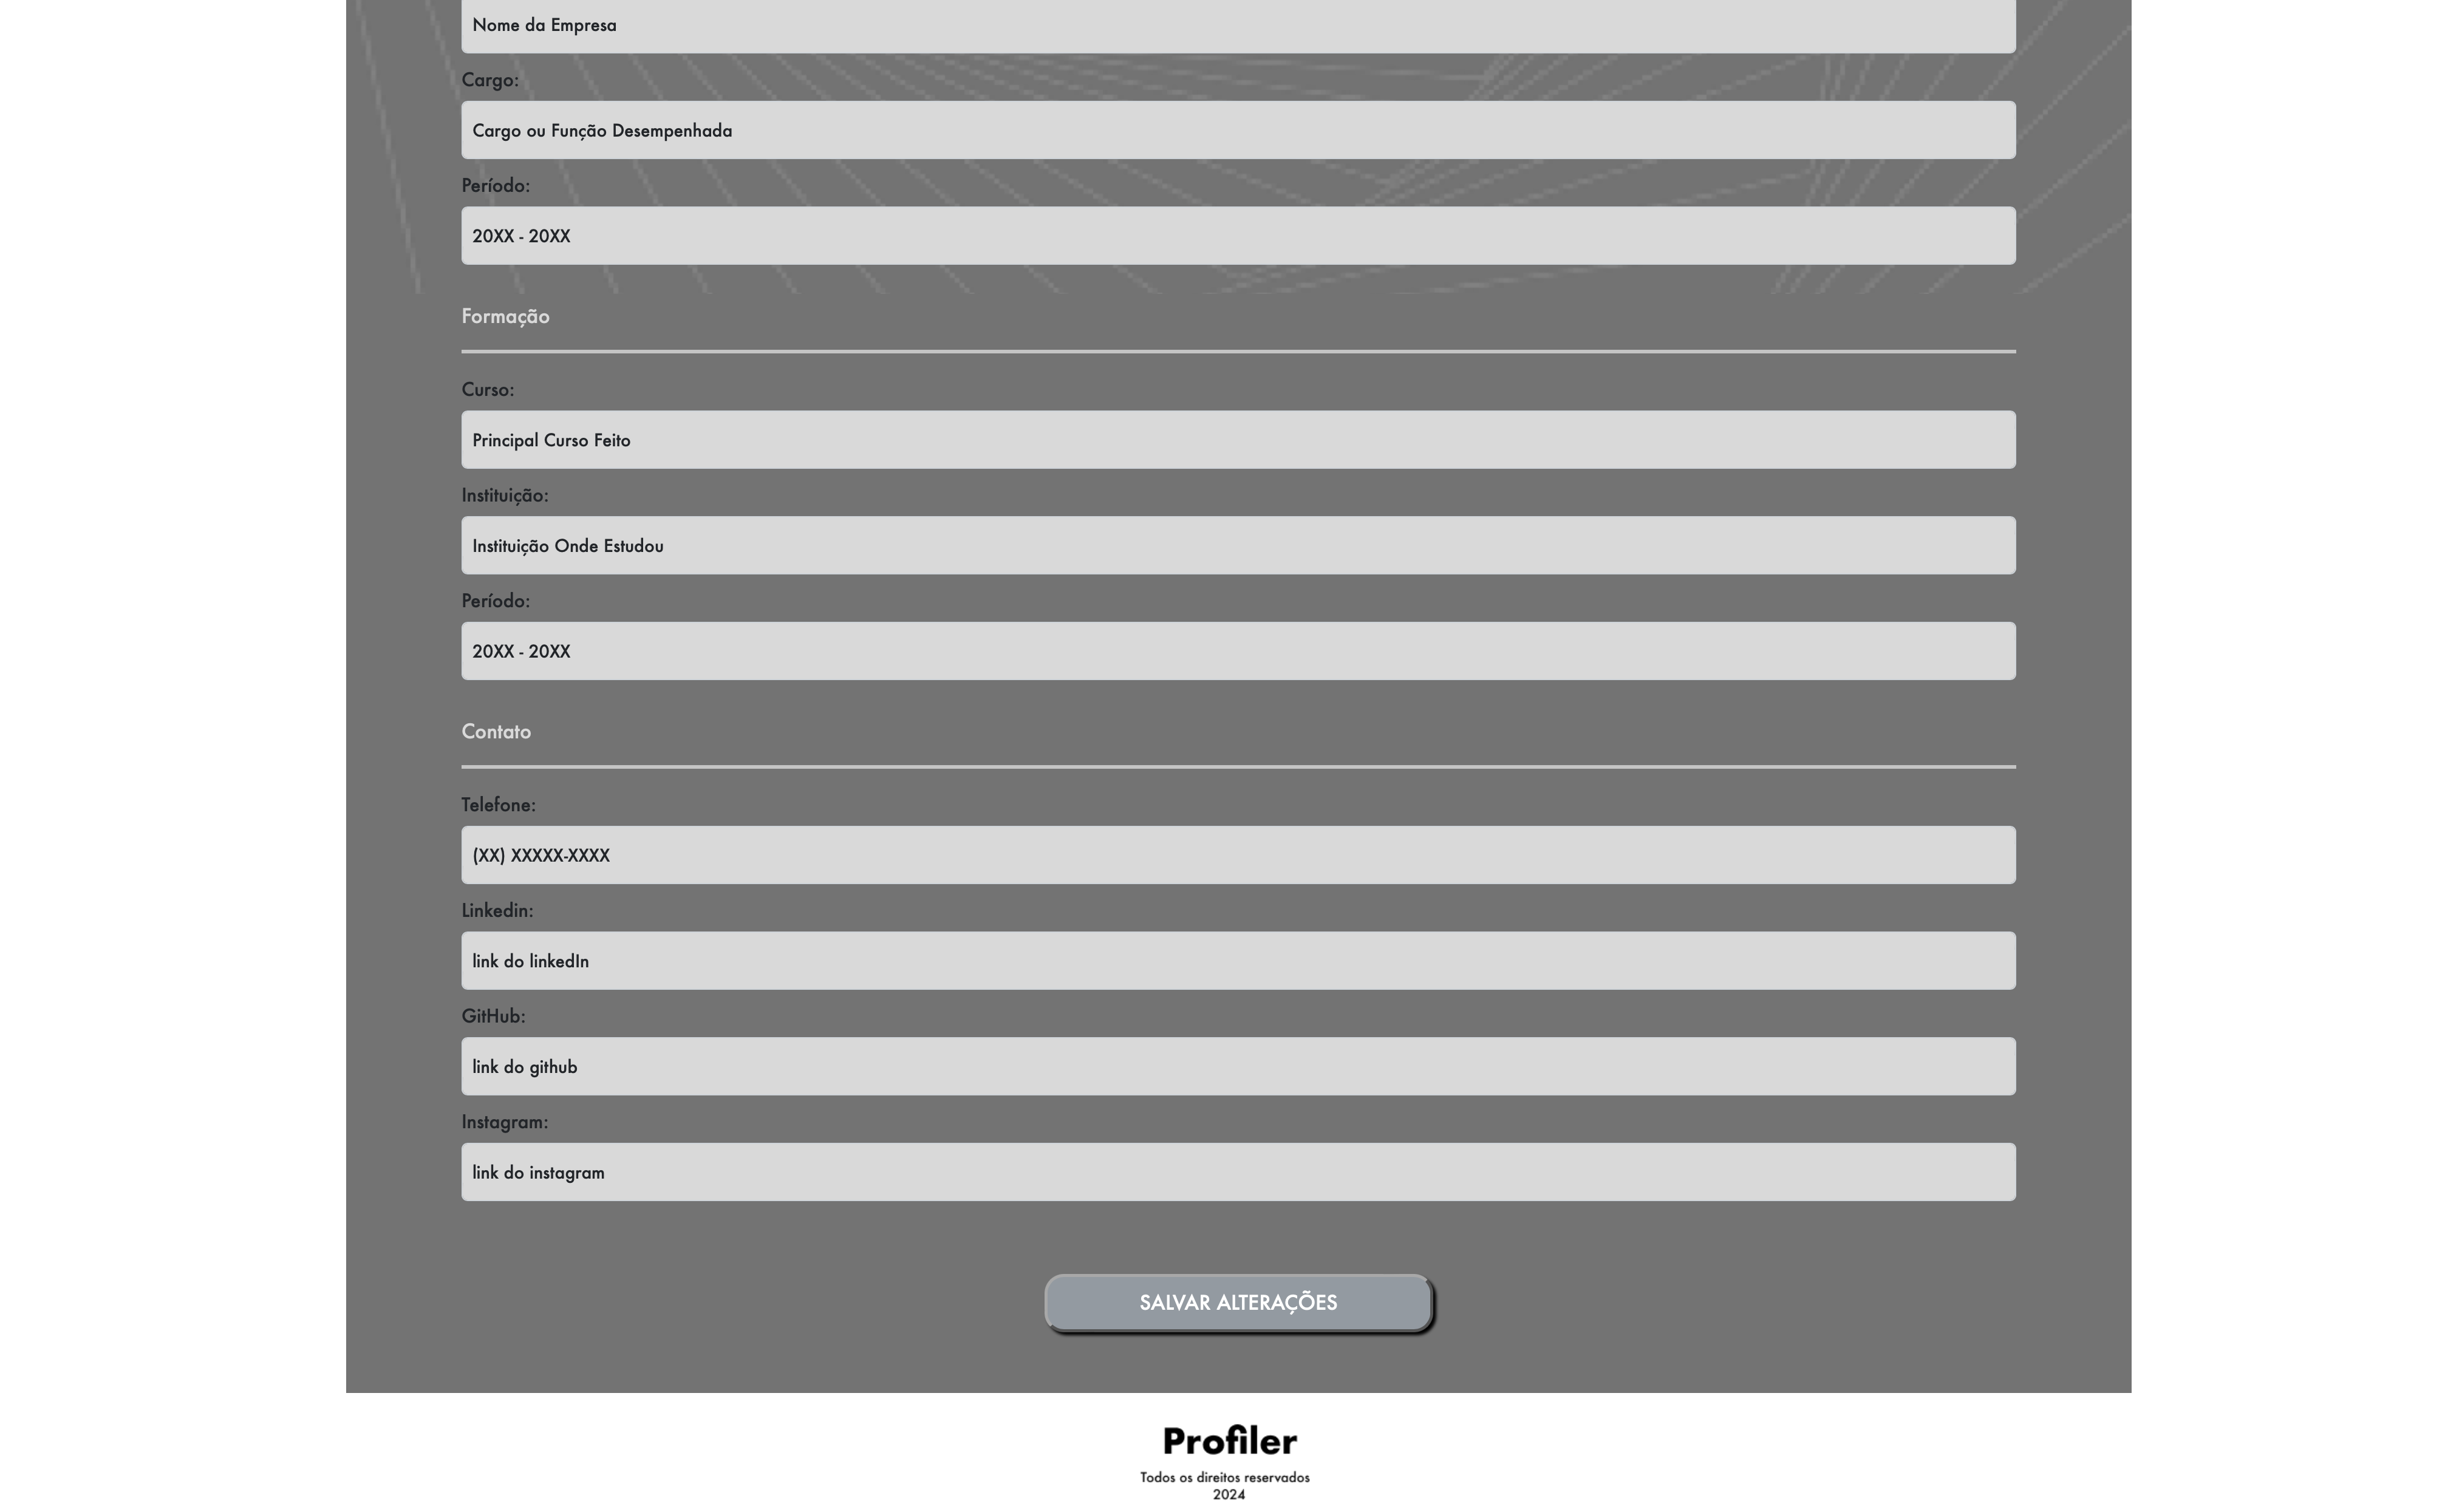 Nome da Empresa
Cargo:
Cargo ou Função Desempenhada
Período:
20XX - 20XX
Formação
Curso:
Principal Curso Feito
Instituição:
Instituição Onde Estudou
Período:
20XX - 20XX
Contato
Telefone:
(XX) XXXXX-XXXX
Linkedin:
link do linkedIn
GitHub:
link do github
Instagram:
link do instagram
SALVAR ALTERAÇÕES
Profiler
Todos os direitos reservados
2024